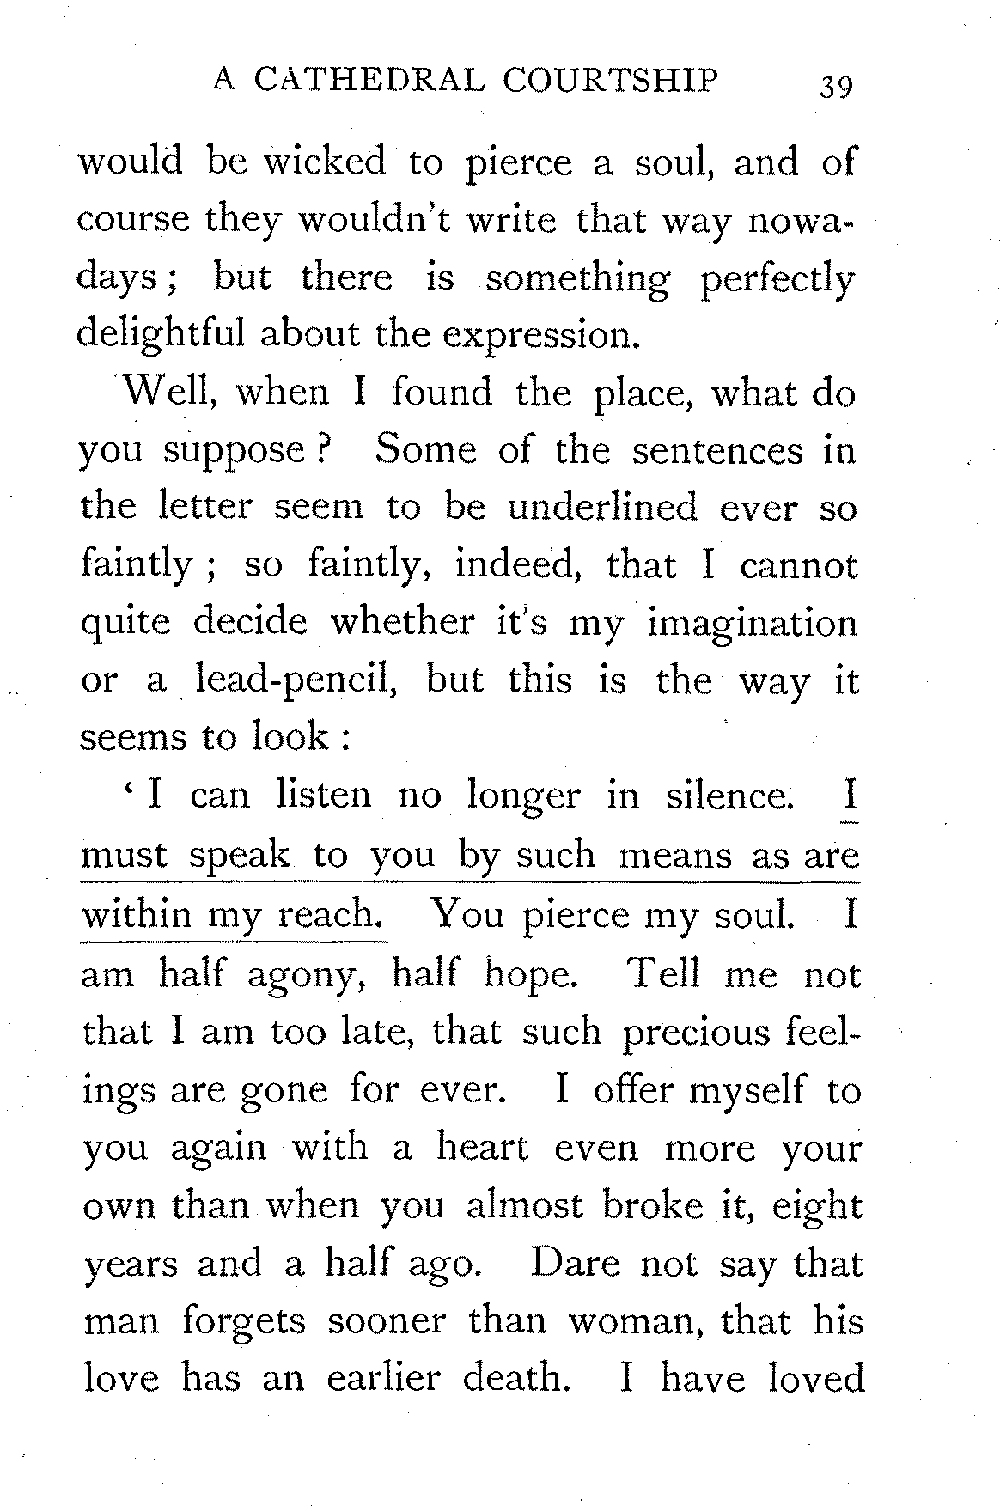 A CATHEDRAL COURTSHIP 39
would be wicked to pierce a soul, and of
course they wouldn't write that way nowa-
days ; but there is something perfectly
delightful about the expression.
Well, when I found the place, what do
you suppose ? Some of the sentences in
the letter seem to be underlined ever so
faintly ; so faintly, indeed, that I cannot
quite decide whether it's my imagination
or a lead-pencil, but this is the way it
seems to look :
‘ I can listen no longer in silence. I
must speak to you by such means as are
within my reach. You pierce my soul. I
am half agony, half hope. Tell me not
that I am too late, that such precious feel-
ings are gone for ever. I offer myself to
you again with a heart even more your
own than when you almost broke it, eight
years and a half ago. Dare not say that
man forgets sooner than woman, that his
love has an earlier death. I have loved